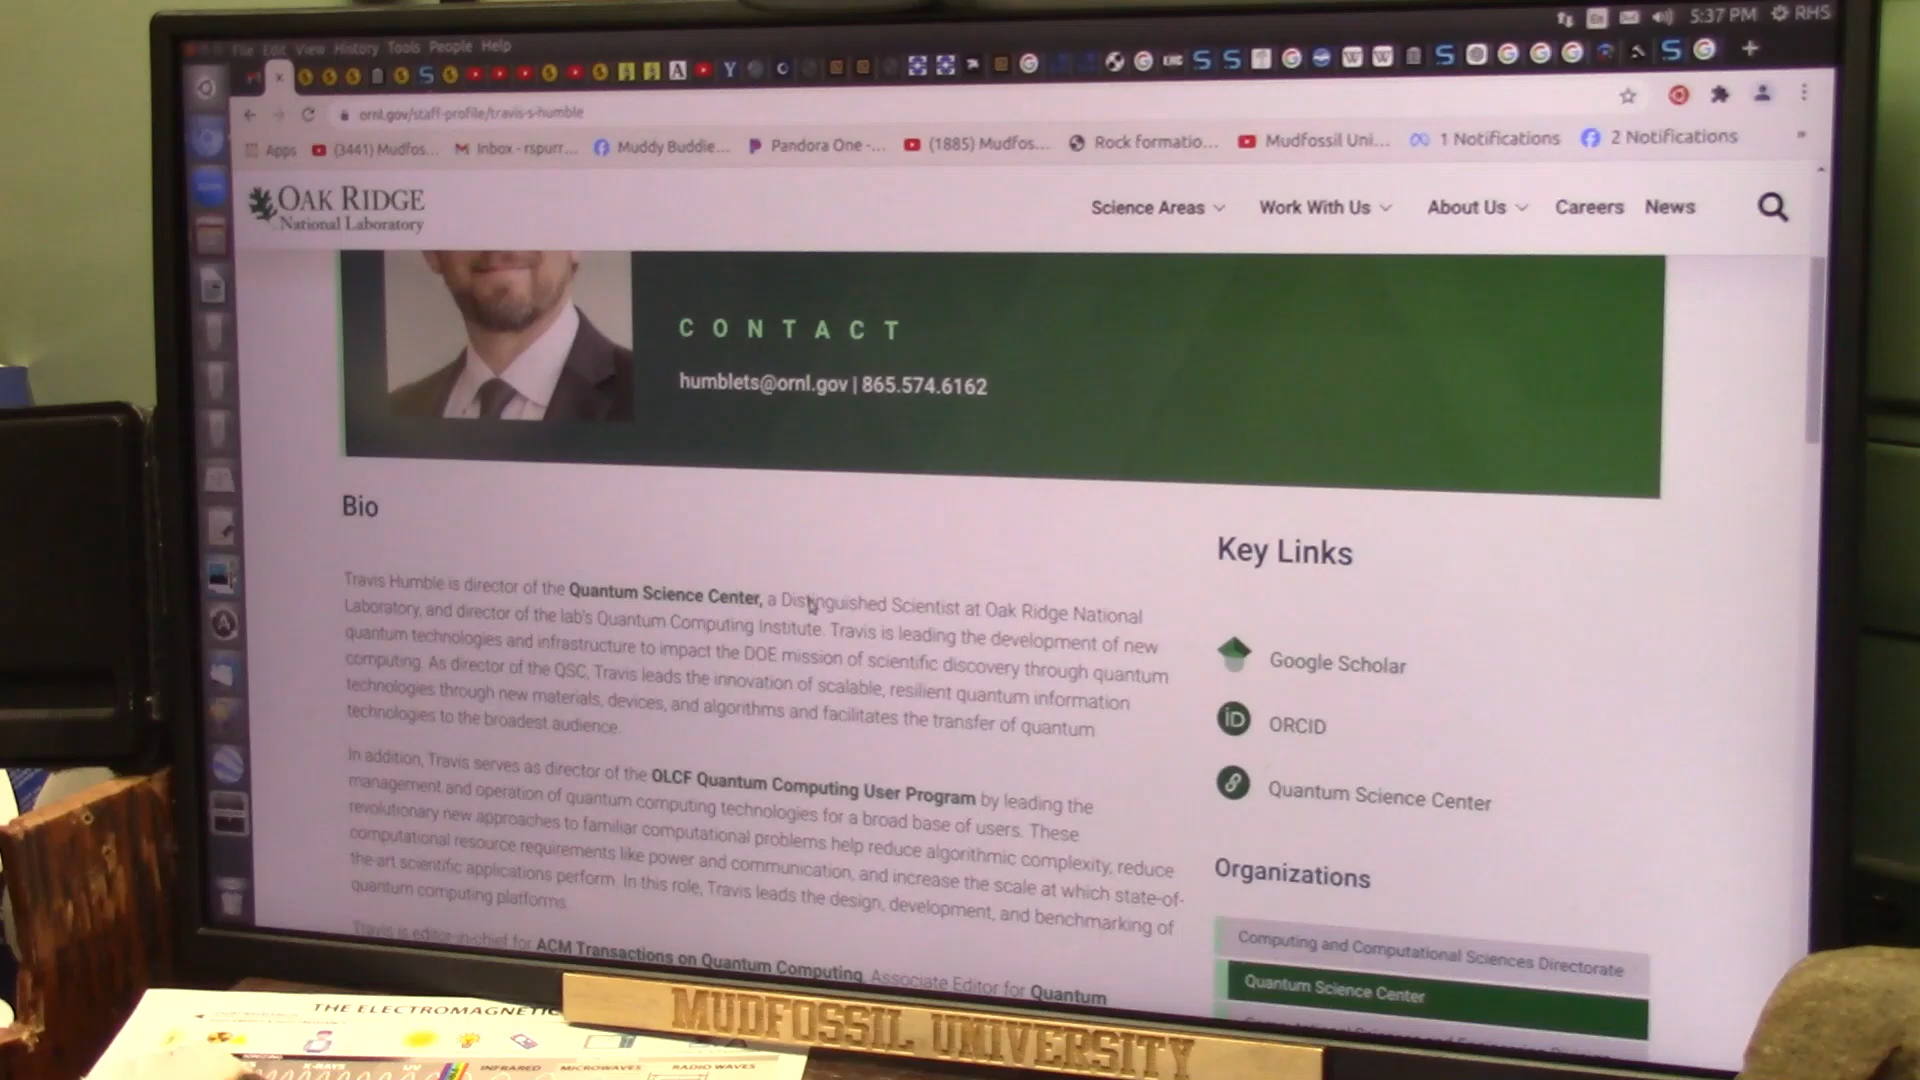 5:37 PM RHS
File Edit View History Tools People Help
ornl.gov/staff-profile/travis-s-humble
Apps (3441) Mudfos... Inbox - rspurr... Muddy Buddie... Pandora One -... (1885) Mudfos... Rock formatio... Mudfossil Uni... 1 Notifications 2 Notifications
OAK RIDGE
National Laboratory
Science Areas Work With Us About Us Careers News
CONTACT
humblets@ornl.gov | 865.574.6162
Bio
Travis Humble is director of the Quantum Science Center, a Distinguished Scientist at Oak Ridge National
Laboratory, and director of the lab's Quantum Computing Institute. Travis is leading the development of new
quantum technologies and infrastructure to impact the DOE mission of scientific discovery through quantum
computing. As director of the QSC, Travis leads the innovation of scalable, resilient quantum information
technologies through new materials, devices, and algorithms and facilitates the transfer of quantum
technologies to the broadest audience.
In addition, Travis serves as director of the OLCF Quantum Computing User Program by leading the
management and operation of quantum computing technologies for a broad base of users. These
revolutionary new approaches to familiar computational problems help reduce algorithmic complexity, reduce
computational resource requirements like power and communication, and increase the scale at which state-of-
the-art scientific applications perform. In this role, Travis leads the design, development, and benchmarking of
quantum computing platforms.
Travis is editor-in-chief for ACM Transactions on Quantum Computing, Associate Editor for Quantum
Key Links
Google Scholar
iD ORCID
Quantum Science Center
Organizations
Computing and Computational Sciences Directorate
Quantum Science Center
MUDFOSSIL UNIVERSITY
THE ELECTROMAGNETIC
X-RAYS UV INFRARED MICROWAVES RADIO WAVES